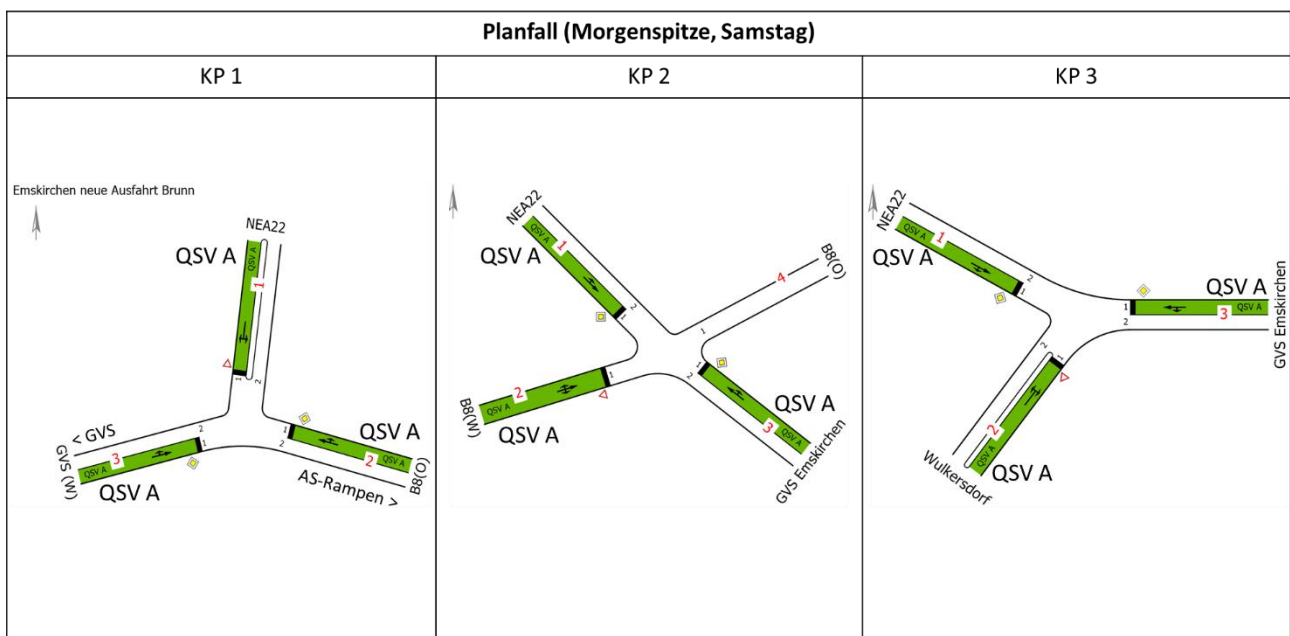 Planfall (Morgenspitze, Samstag)
KP 1
KP 2
KP 3
Emskirchen neue Ausfahrt Brunn
NEA22
QSV A
QSV A
1
1
2
< GVS
2
1
3
QSV A
GVS (W)
QSV A
1
2
QSV A
2
QSV A
B8(O)
AS-Rampen >
NEA22
QSV A
QSV A
1
2
1
B8(O)
4
1
2
QSV A
1
B8(W)
QSV A
1
2
QSV A
3
QSV A
GVS Emskirchen
NEA22
QSV A
1
QSV A
2
1
QSV A
1
3
QSV A
2
GVS Emskirchen
2
1
2
QSV A
QSV A
Wulkersdorf